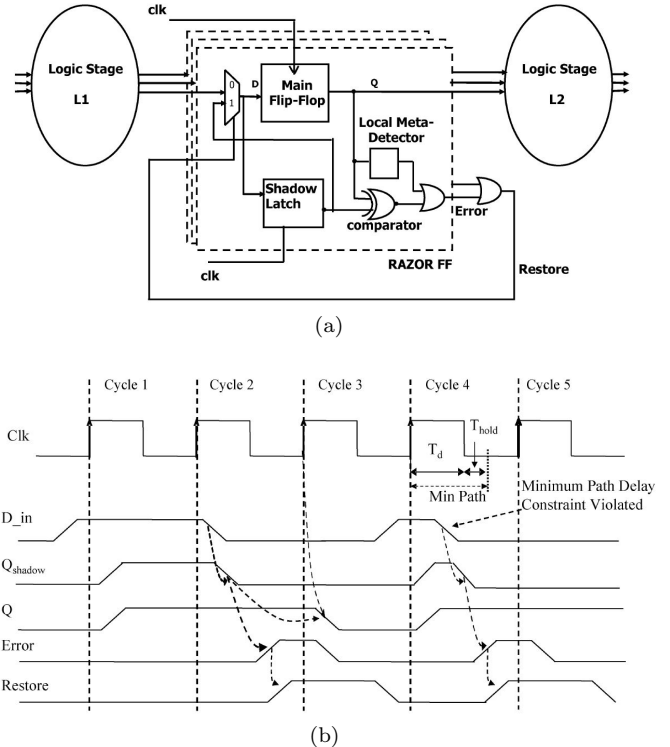 clk
Logic Stage
L1
0
1
D
Main
Flip-Flop
Q
Logic Stage
L2
Local Meta-
Detector
Shadow
Latch
comparator
Error
RAZOR FF
Restore
clk
(a)
Cycle 1 Cycle 2 Cycle 3 Cycle 4 Cycle 5
Clk
T_hold
T_d
Min Path
Minimum Path Delay
Constraint Violated
D_in
Q_shadow
Q
Error
Restore
(b)